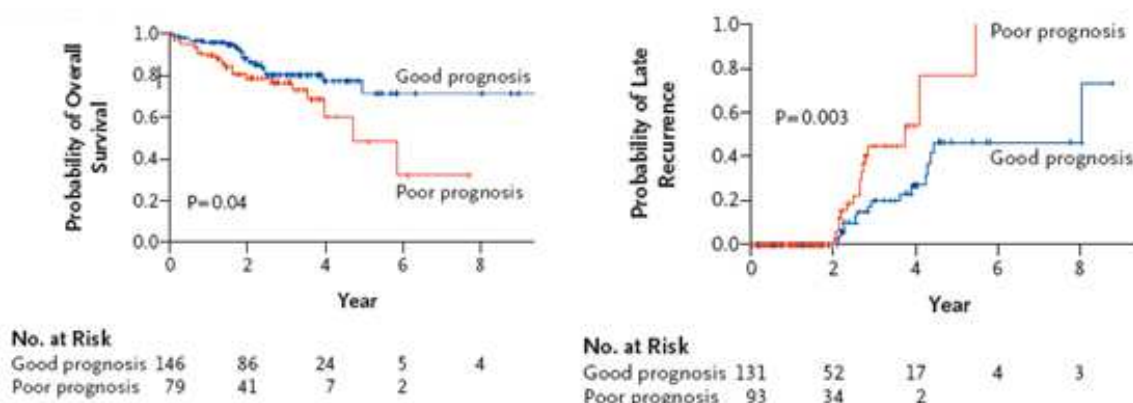 Probability of Overall
Survival
1.0
0.8
0.6
0.4
0.2
0.0
Good prognosis
Poor prognosis
P=0.04
0 2 4 6 8
Year
No. at Risk
Good prognosis 146 86 24 5 4
Poor prognosis 79 41 7 2
Probability of Late
Recurrence
1.0
0.8
0.6
0.4
0.2
0.0
Poor prognosis
P=0.003
Good prognosis
0 2 4 6 8
Year
No. at Risk
Good prognosis 131 52 17 4 3
Poor prognosis 93 34 2